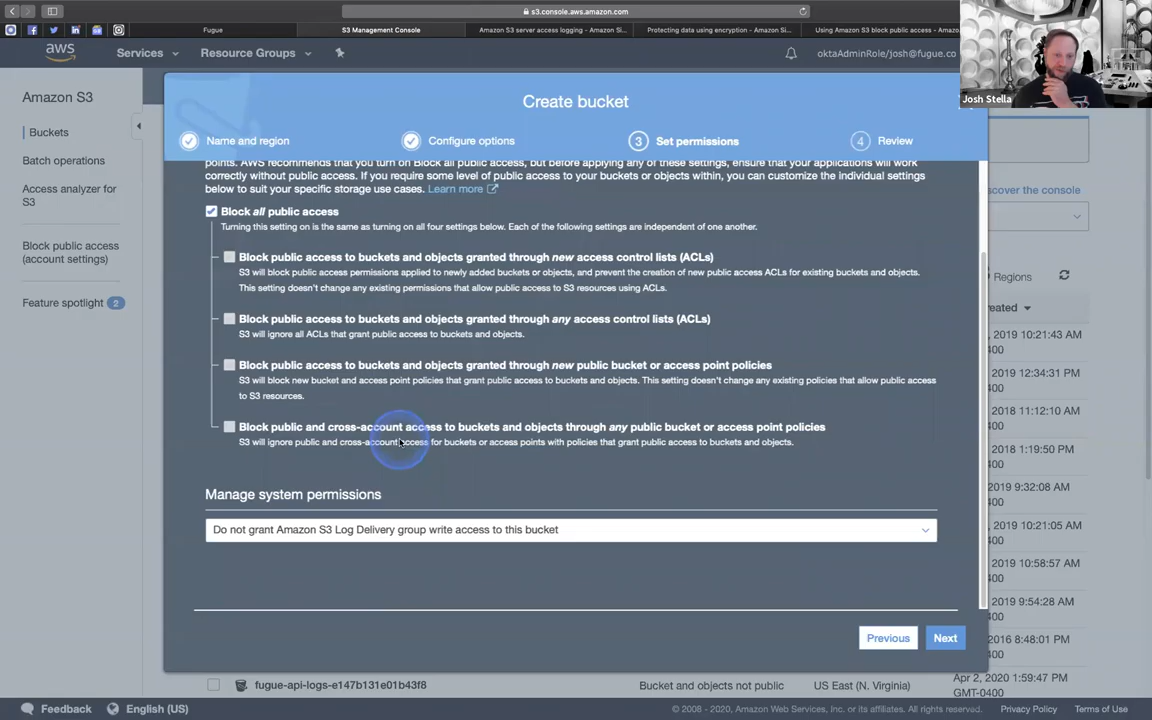 s3.console.aws.amazon.com
Fugue
S3 Management Console
Amazon S3 server access logging - Amazon Si...
Protecting data using encryption - Amazon Si...
Using Amazon S3 block public access - Amazon
aws
Services
Resource Groups
oktaAdminRole/josh@fugue.co
Josh Stella
Amazon S3
Buckets
Batch operations
Access analyzer for
S3
Block public access
(account settings)
Feature spotlight 2
Create bucket
Name and region
Configure options
3 Set permissions
4 Review
points. AWS recommends that you turn on Block all public access, but before applying any of these settings, ensure that your applications will work
correctly without public access. If you require some level of public access to your buckets or objects within, you can customize the individual settings
below to suit your specific storage use cases. Learn more
Block all public access
Turning this setting on is the same as turning on all four settings below. Each of the following settings are independent of one another.
Block public access to buckets and objects granted through new access control lists (ACLs)
S3 will block public access permissions applied to newly added buckets or objects, and prevent the creation of new public access ACLs for existing buckets and objects.
This setting doesn't change any existing permissions that allow public access to S3 resources using ACLs.
Block public access to buckets and objects granted through any access control lists (ACLs)
S3 will ignore all ACLs that grant public access to buckets and objects.
Block public access to buckets and objects granted through new public bucket or access point policies
S3 will block new bucket and access point policies that grant public access to buckets and objects. This setting doesn't change any existing policies that allow public access
to S3 resources.
Block public and cross-account access to buckets and objects through any public bucket or access point policies
S3 will ignore public and cross-account access for buckets or access points with policies that grant public access to buckets and objects.
Manage system permissions
Do not grant Amazon S3 Log Delivery group write access to this bucket
Previous
Next
scover the console
Regions
eated
, 2019 10:21:43 AM
400
, 2019 12:34:31 PM
400
2018 11:12:10 AM
400
, 2018 1:19:50 PM
400
, 2019 9:32:08 AM
400
, 2019 10:21:05 AM
400
, 2019 10:58:57 AM
400
2019 9:54:28 AM
400
2016 8:48:01 PM
400
fugue-api-logs-e147b131e01b43f8
Bucket and objects not public
US East (N. Virginia)
Apr 2, 2020 1:59:47 PM
GMT-0400
Feedback
English (US)
© 2008 - 2020, Amazon Web Services, Inc. or its affiliates. All rights reserved.
Privacy Policy
Terms of Use